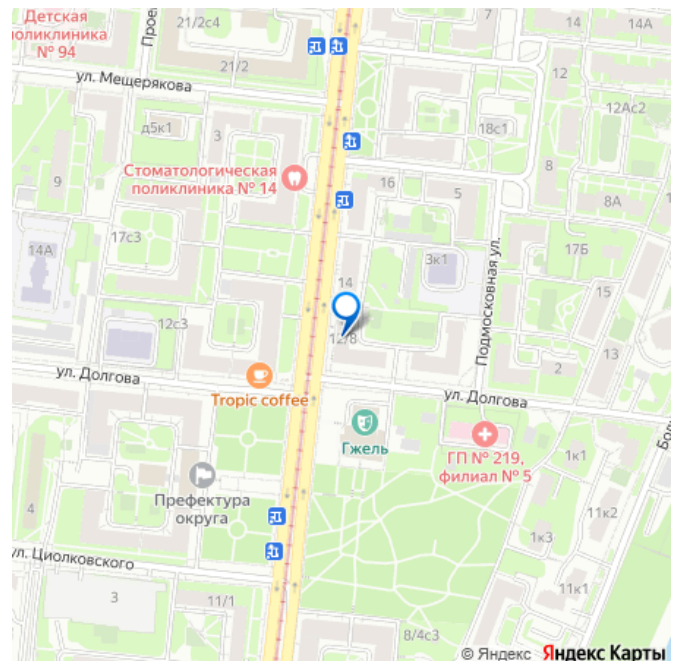 Детская
поликлиника
№ 94
21/2с4
7
14
14А
21/2
ул. Мещерякова
12
12Ас2
д5к1
3
18с1
Стоматологическая
поликлиника № 14
8
9
16
5
8А
17с3
14А
3к1
17Б
Подмосковная ул.
14
15
12с3
12/8
13
ул. Долгова
2
ул. Долгова
Tropic coffee
Гжель
ГП № 219,
филиал № 5
1к1
Префектура
округа
4
11к2
1к3
ул. Циолковского
11к1
3
11/1
8/4с3
© Яндекс Яндекс Карты